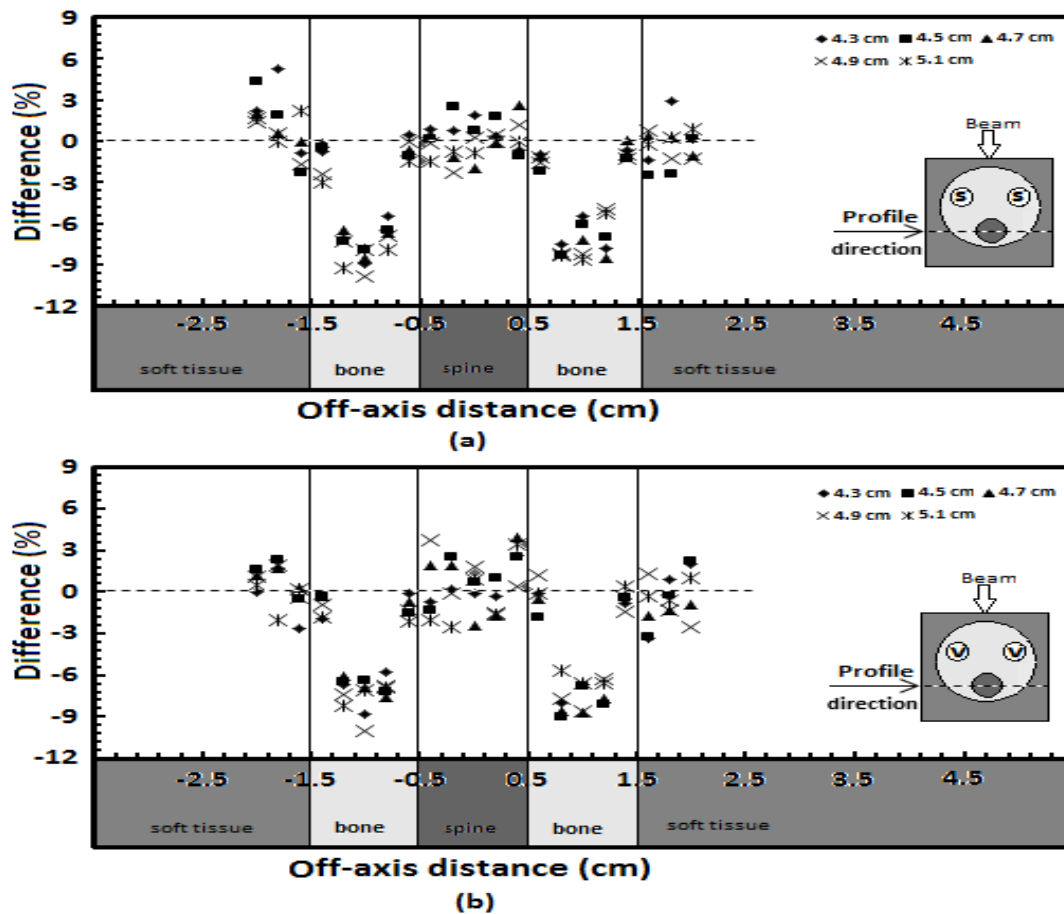 9
6
3
0
-3
-6
-9
-12
Difference (%)
4.3 cm 4.5 cm 4.7 cm
4.9 cm 5.1 cm
Beam
S S
Profile
direction
-2.5 -1.5 -0.5 0.5 1.5 2.5 3.5 4.5
soft tissue bone spine bone soft tissue
Off-axis distance (cm)
(a)
9
6
3
0
-3
-6
-9
-12
Difference (%)
4.3 cm 4.5 cm 4.7 cm
4.9 cm 5.1 cm
Beam
V V
Profile
direction
-2.5 -1.5 -0.5 0.5 1.5 2.5 3.5 4.5
soft tissue bone spine bone soft tissue
Off-axis distance (cm)
(b)